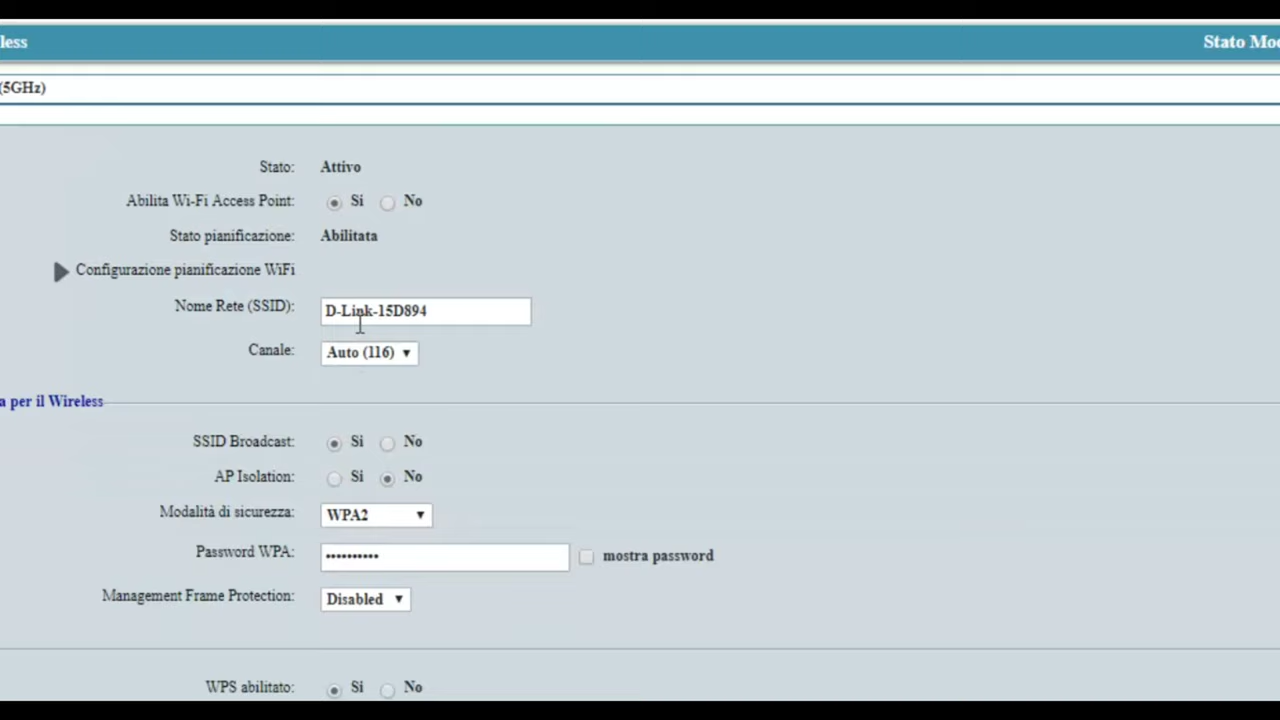 less Stato Mod
(5GHz)
Stato: Attivo
Abilita Wi-Fi Access Point: Si No
Stato pianificazione: Abilitata
Configurazione pianificazione WiFi
Nome Rete (SSID): D-Link-15D894
Canale: Auto (116)
a per il Wireless
SSID Broadcast: Si No
AP Isolation: Si No
Modalità di sicurezza: WPA2
Password WPA: •••••••••• mostra password
Management Frame Protection: Disabled
WPS abilitato: Si No